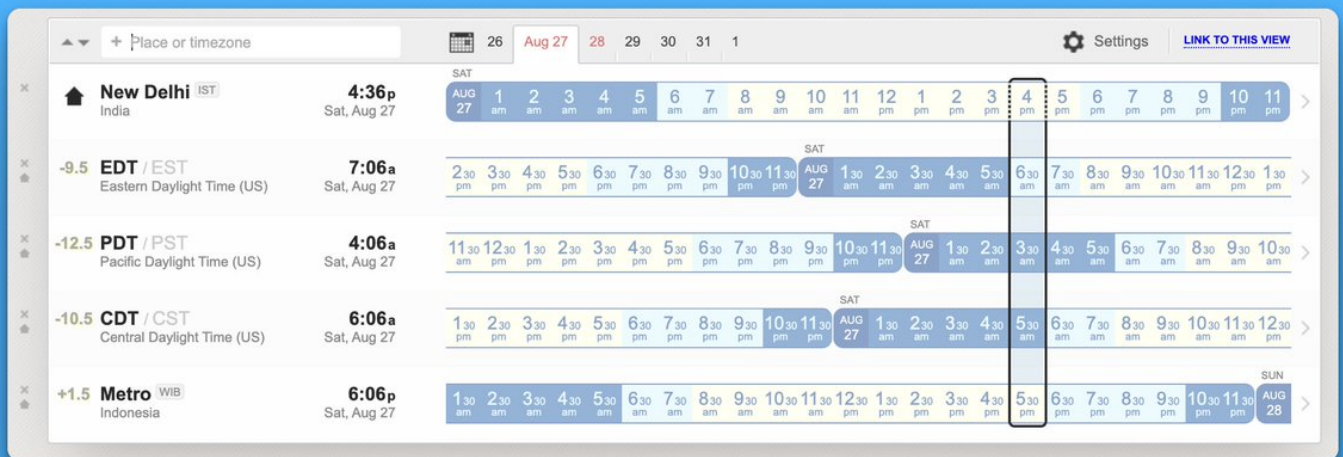 + Place or timezone
26 Aug 27 28 29 30 31 1
Settings
LINK TO THIS VIEW
SAT
New Delhi IST
India
4:36p
Sat, Aug 27
AUG 27 1 am 2 am 3 am 4 am 5 am 6 am 7 am 8 am 9 am 10 am 11 am 12 pm 1 pm 2 pm 3 pm 4 pm 5 pm 6 pm 7 pm 8 pm 9 pm 10 pm 11 pm
SAT
-9.5 EDT / EST
Eastern Daylight Time (US)
7:06a
Sat, Aug 27
2 30 pm 3 30 pm 4 30 pm 5 30 pm 6 30 pm 7 30 pm 8 30 pm 9 30 pm 10 30 pm 11 30 pm AUG 27 1 30 am 2 30 am 3 30 am 4 30 am 5 30 am 6 30 am 7 30 am 8 30 am 9 30 am 10 30 am 11 30 am 12 30 pm 1 30 pm
SAT
-12.5 PDT / PST
Pacific Daylight Time (US)
4:06a
Sat, Aug 27
11 30 am 12 30 pm 1 30 pm 2 30 pm 3 30 pm 4 30 pm 5 30 pm 6 30 pm 7 30 pm 8 30 pm 9 30 pm 10 30 pm 11 30 pm AUG 27 1 30 am 2 30 am 3 30 am 4 30 am 5 30 am 6 30 am 7 30 am 8 30 am 9 30 am 10 30 am
SAT
-10.5 CDT / CST
Central Daylight Time (US)
6:06a
Sat, Aug 27
1 30 pm 2 30 pm 3 30 pm 4 30 pm 5 30 pm 6 30 pm 7 30 pm 8 30 pm 9 30 pm 10 30 pm 11 30 pm AUG 27 1 30 am 2 30 am 3 30 am 4 30 am 5 30 am 6 30 am 7 30 am 8 30 am 9 30 am 10 30 am 11 30 am 12 30 pm
SUN
+1.5 Metro WIB
Indonesia
6:06p
Sat, Aug 27
1 30 am 2 30 am 3 30 am 4 30 am 5 30 am 6 30 am 7 30 am 8 30 am 9 30 am 10 30 am 11 30 am 12 30 pm 1 30 pm 2 30 pm 3 30 pm 4 30 pm 5 30 pm 6 30 pm 7 30 pm 8 30 pm 9 30 pm 10 30 pm 11 30 pm AUG 28